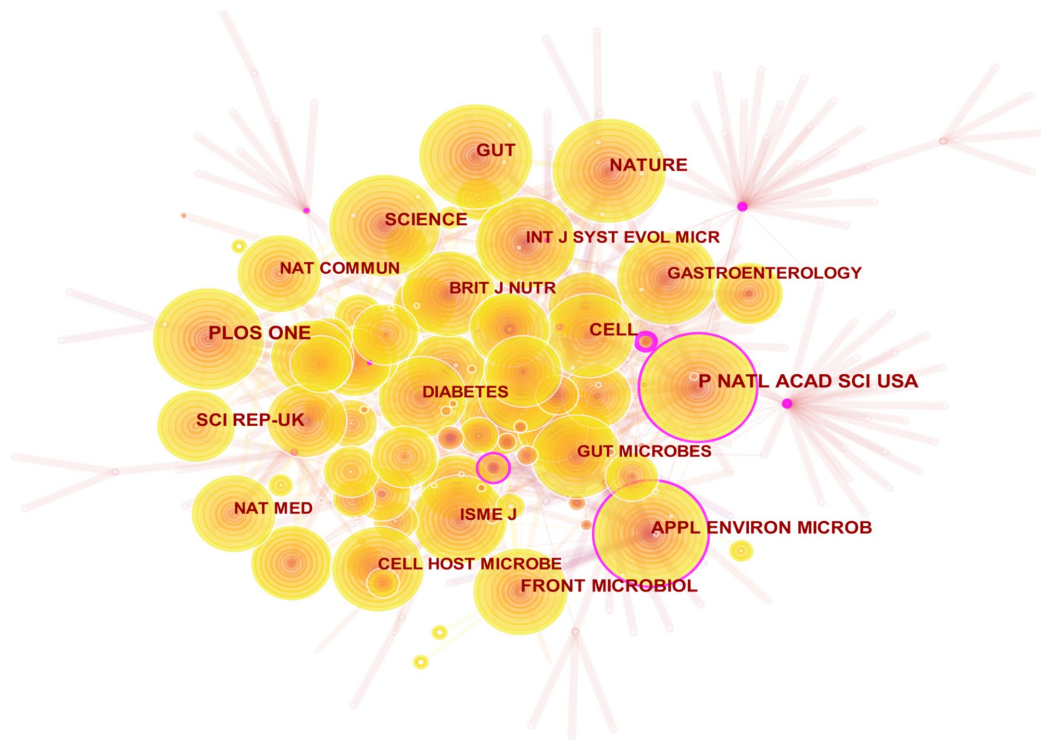 GUT
NATURE
SCIENCE
INT J SYST EVOL MICR
NAT COMMUN
GASTROENTEROLOGY
BRIT J NUTR
PLOS ONE
CELL
P NATL ACAD SCI USA
DIABETES
SCI REP-UK
GUT MICROBES
NAT MED
ISME J
APPL ENVIRON MICROB
CELL HOST MICROBE
FRONT MICROBIOL